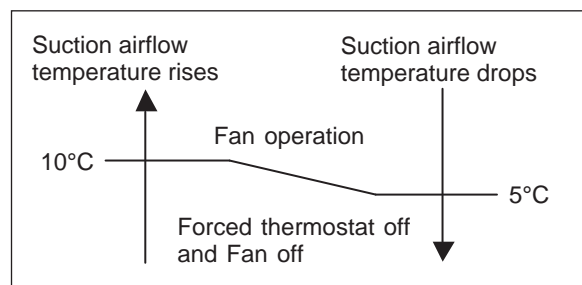 Suction airflow
temperature rises
Suction airflow
temperature drops
Fan operation
10°C
5°C
Forced thermostat off
and Fan off